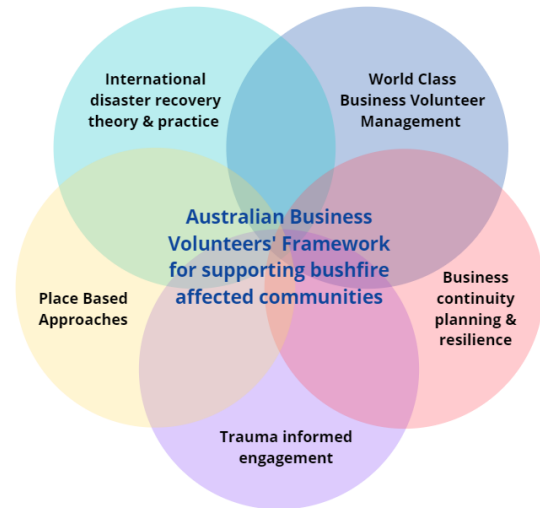 International
disaster recovery
theory & practice
World Class
Business Volunteer
Management
Australian Business
Volunteers' Framework
for supporting bushfire
affected communities
Place Based
Approaches
Business
continuity
planning &
resilience
Trauma informed
engagement